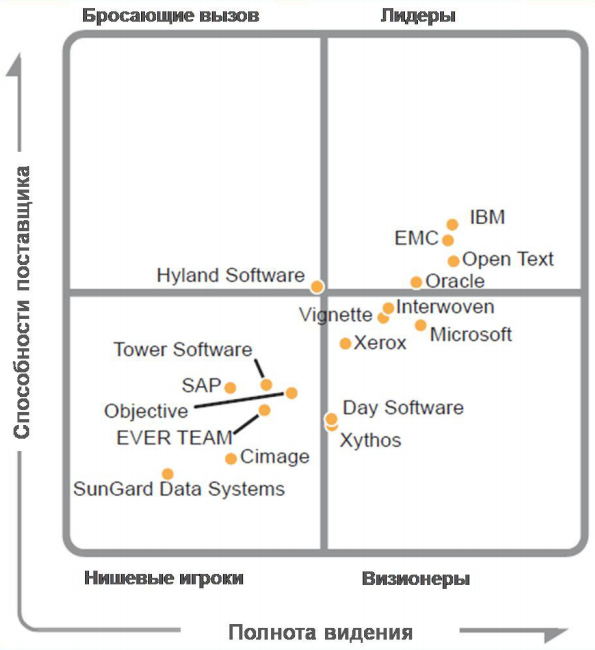 Бросающие вызов
Лидеры
Способности поставщика
IBM
EMC
Open Text
Hyland Software
Oracle
Interwoven
Vignette
Microsoft
Xerox
Tower Software
SAP
Objective
Day Software
EVER TEAM
Xythos
Cimage
SunGard Data Systems
Нишевые игроки
Визионеры
Полнота видения